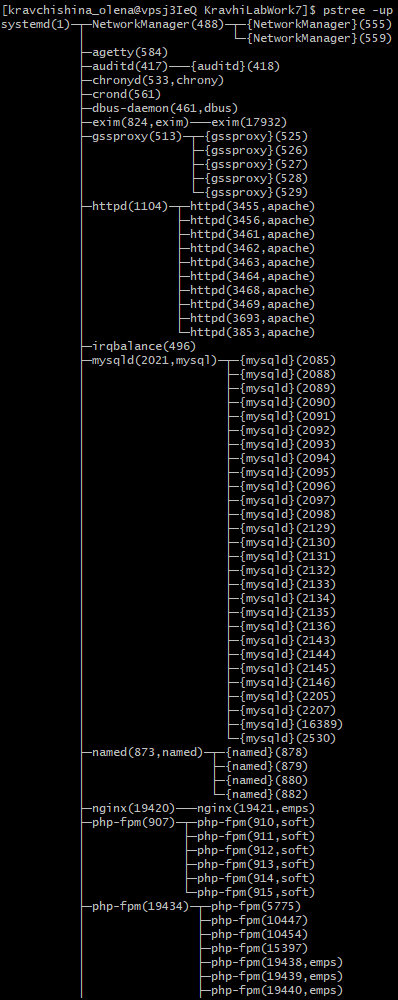 [kravchishina_olena@vpsj3IeQ KravhiLabWork7]$ pstree -up
systemd(1)─┬─NetworkManager(488)─┬─{NetworkManager}(555)
           │                     └─{NetworkManager}(559)
           ├─agetty(584)
           ├─auditd(417)───{auditd}(418)
           ├─chronyd(533,chrony)
           ├─crond(561)
           ├─dbus-daemon(461,dbus)
           ├─exim(824,exim)───exim(17932)
           ├─gssproxy(513)─┬─{gssproxy}(525)
           │               ├─{gssproxy}(526)
           │               ├─{gssproxy}(527)
           │               ├─{gssproxy}(528)
           │               └─{gssproxy}(529)
           ├─httpd(1104)─┬─httpd(3455,apache)
           │             ├─httpd(3456,apache)
           │             ├─httpd(3461,apache)
           │             ├─httpd(3462,apache)
           │             ├─httpd(3463,apache)
           │             ├─httpd(3464,apache)
           │             ├─httpd(3468,apache)
           │             ├─httpd(3469,apache)
           │             ├─httpd(3693,apache)
           │             └─httpd(3853,apache)
           ├─irqbalance(496)
           ├─mysqld(2021,mysql)─┬─{mysqld}(2085)
           │                    ├─{mysqld}(2088)
           │                    ├─{mysqld}(2089)
           │                    ├─{mysqld}(2090)
           │                    ├─{mysqld}(2091)
           │                    ├─{mysqld}(2092)
           │                    ├─{mysqld}(2093)
           │                    ├─{mysqld}(2094)
           │                    ├─{mysqld}(2095)
           │                    ├─{mysqld}(2096)
           │                    ├─{mysqld}(2097)
           │                    ├─{mysqld}(2098)
           │                    ├─{mysqld}(2129)
           │                    ├─{mysqld}(2130)
           │                    ├─{mysqld}(2131)
           │                    ├─{mysqld}(2132)
           │                    ├─{mysqld}(2133)
           │                    ├─{mysqld}(2134)
           │                    ├─{mysqld}(2135)
           │                    ├─{mysqld}(2136)
           │                    ├─{mysqld}(2143)
           │                    ├─{mysqld}(2144)
           │                    ├─{mysqld}(2145)
           │                    ├─{mysqld}(2146)
           │                    ├─{mysqld}(2205)
           │                    ├─{mysqld}(2207)
           │                    ├─{mysqld}(16389)
           │                    └─{mysqld}(2530)
           ├─named(873,named)─┬─{named}(878)
           │                  ├─{named}(879)
           │                  ├─{named}(880)
           │                  └─{named}(882)
           ├─nginx(19420)───nginx(19421,emps)
           ├─php-fpm(907)─┬─php-fpm(910,soft)
           │              ├─php-fpm(911,soft)
           │              ├─php-fpm(912,soft)
           │              ├─php-fpm(913,soft)
           │              ├─php-fpm(914,soft)
           │              └─php-fpm(915,soft)
           ├─php-fpm(19434)─┬─php-fpm(5775)
           │                ├─php-fpm(10447)
           │                ├─php-fpm(10454)
           │                ├─php-fpm(15397)
           │                ├─php-fpm(19438,emps)
           │                ├─php-fpm(19439,emps)
           │                ├─php-fpm(19440,emps)